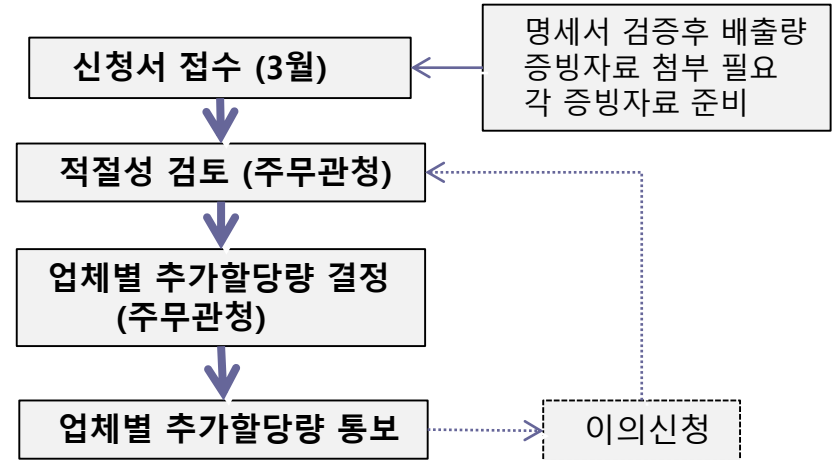 명세서 검증후 배출량
증빙자료 첨부 필요
각 증빙자료 준비
신청서 접수 (3월)
적절성 검토 (주무관청)
업체별 추가할당량 결정
(주무관청)
업체별 추가할당량 통보
이의신청